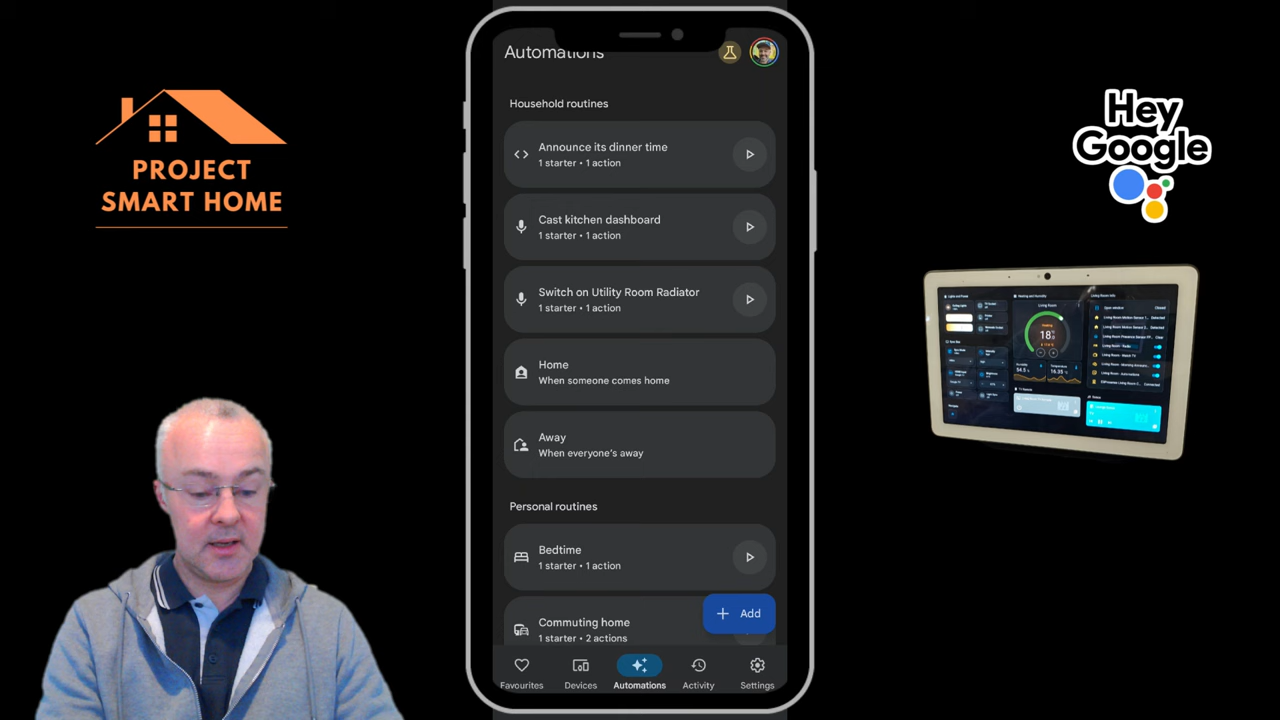 PROJECT
SMART HOME
Automations
Household routines
Announce its dinner time
1 starter • 1 action
Cast kitchen dashboard
1 starter • 1 action
Switch on Utility Room Radiator
1 starter • 1 action
Home
When someone comes home
Away
When everyone's away
Personal routines
Bedtime
1 starter • 1 action
+ Add
Commuting home
1 starter • 2 actions
Favourites
Devices
Automations
Activity
Settings
Hey
Google
Living Room
18